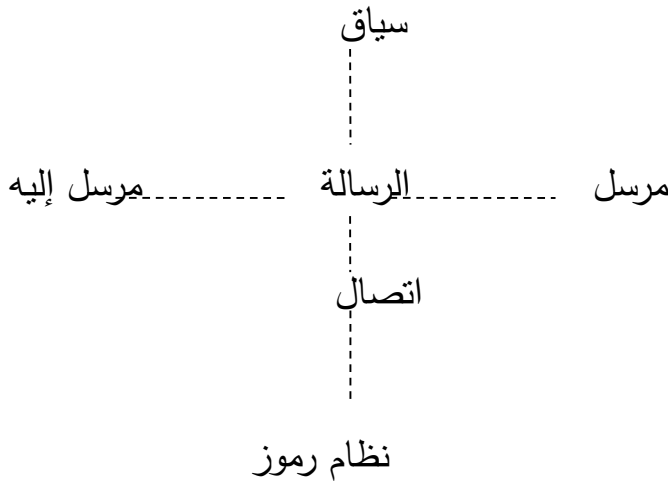 سياق
مرسل الرسالة مرسل إليه
اتصال
نظام رموز